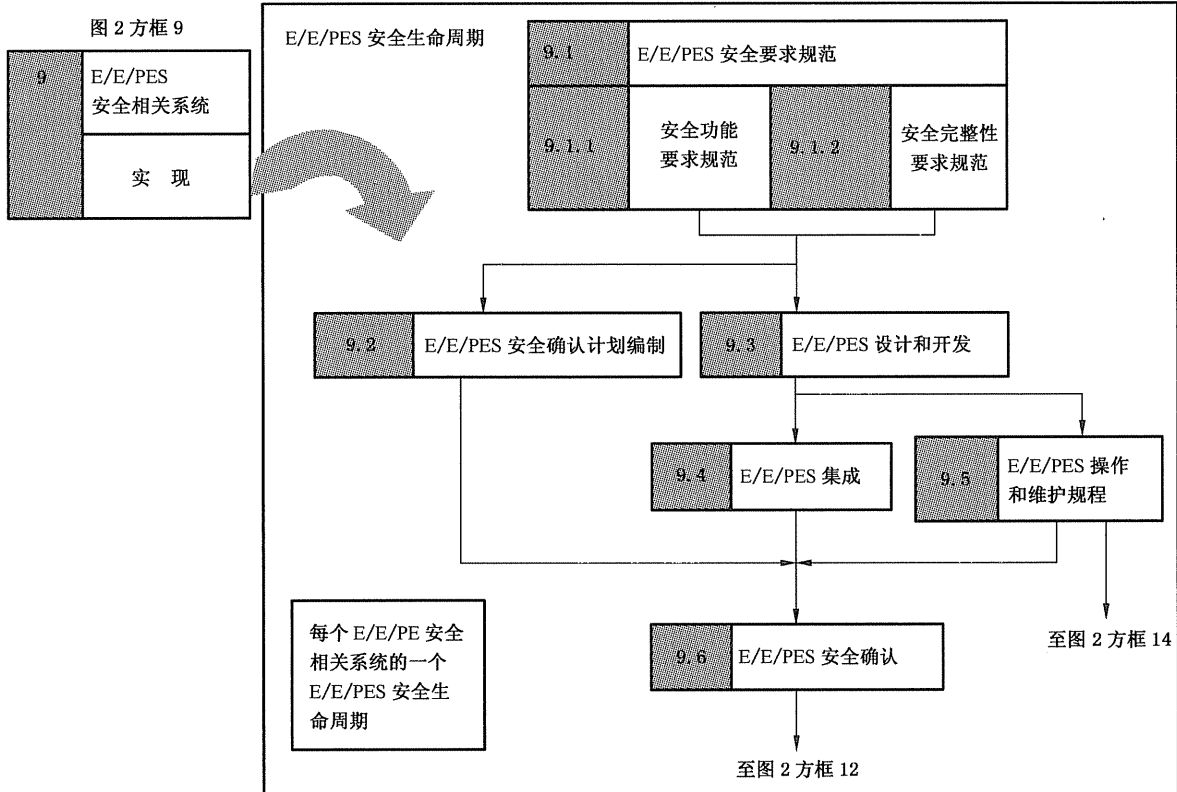 图 2 方框 9
9
E/E/PES
安全相关系统
实 现
E/E/PES 安全生命周期
9.1
E/E/PES 安全要求规范
9.1.1
安全功能
要求规范
9.1.2
安全完整性
要求规范
9.2
E/E/PES 安全确认计划编制
9.3
E/E/PES 设计和开发
9.4
E/E/PES 集成
9.5
E/E/PES 操作
和维护规程
每个 E/E/PE 安全
相关系统的一个
E/E/PES 安全生
命周期
9.6
E/E/PES 安全确认
至图 2 方框 14
至图 2 方框 12